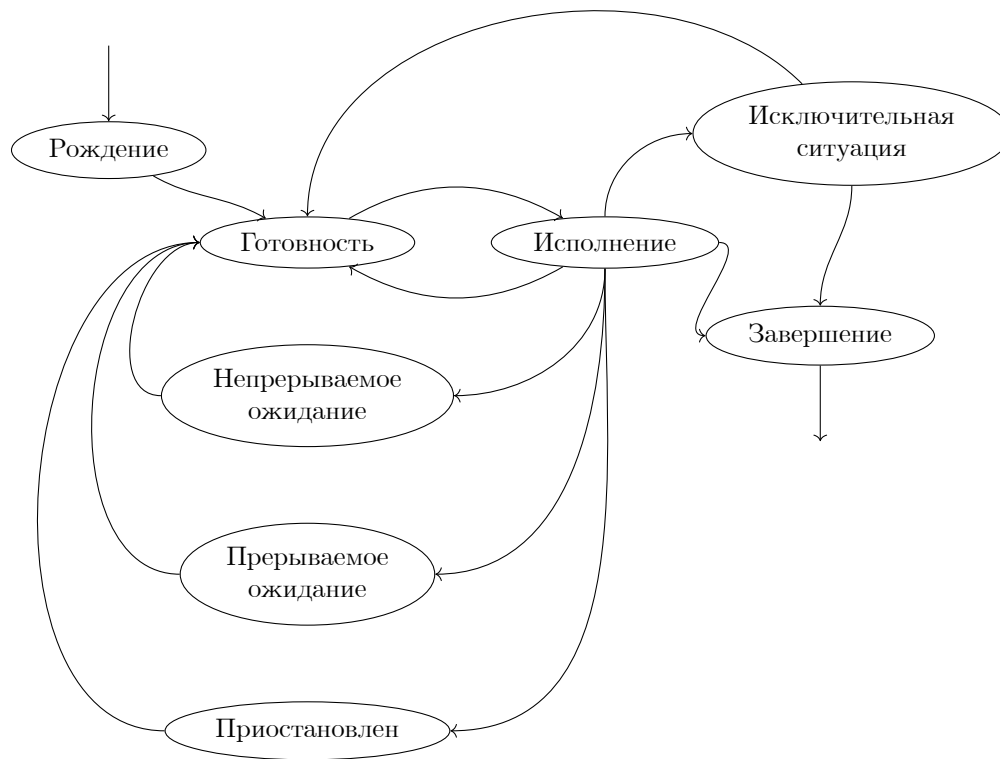 Исключительная
ситуация
Рождение
Готовность
Исполнение
Завершение
Непрерываемое
ожидание
Прерываемое
ожидание
Приостановлен